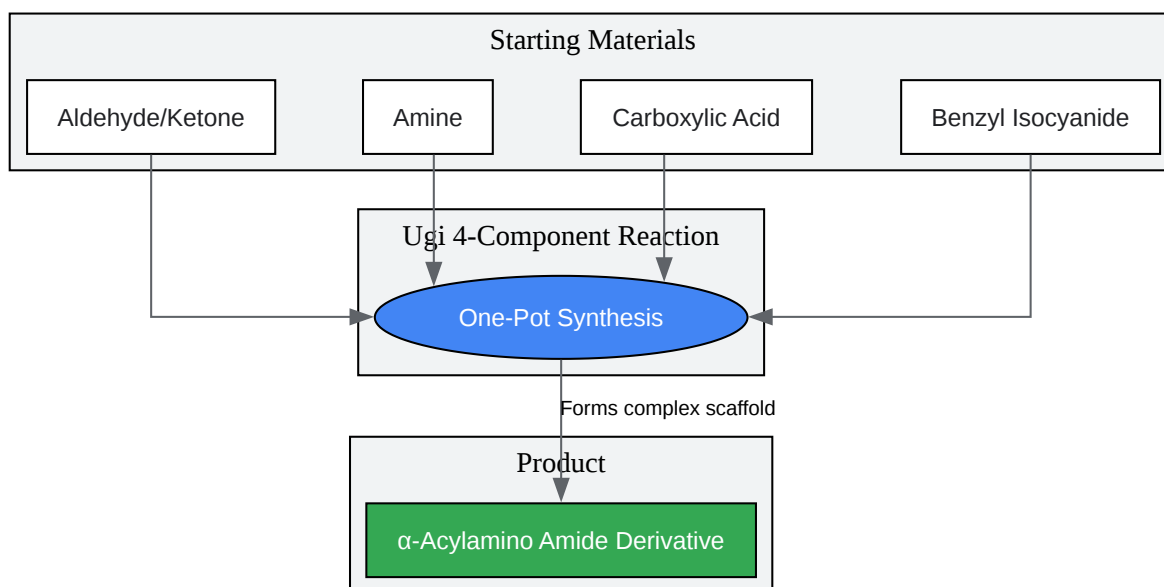 Starting Materials
Aldehyde/Ketone
Amine
Carboxylic Acid
Benzyl Isocyanide
Ugi 4-Component Reaction
One-Pot Synthesis
Forms complex scaffold
Product
α-Acylamino Amide Derivative